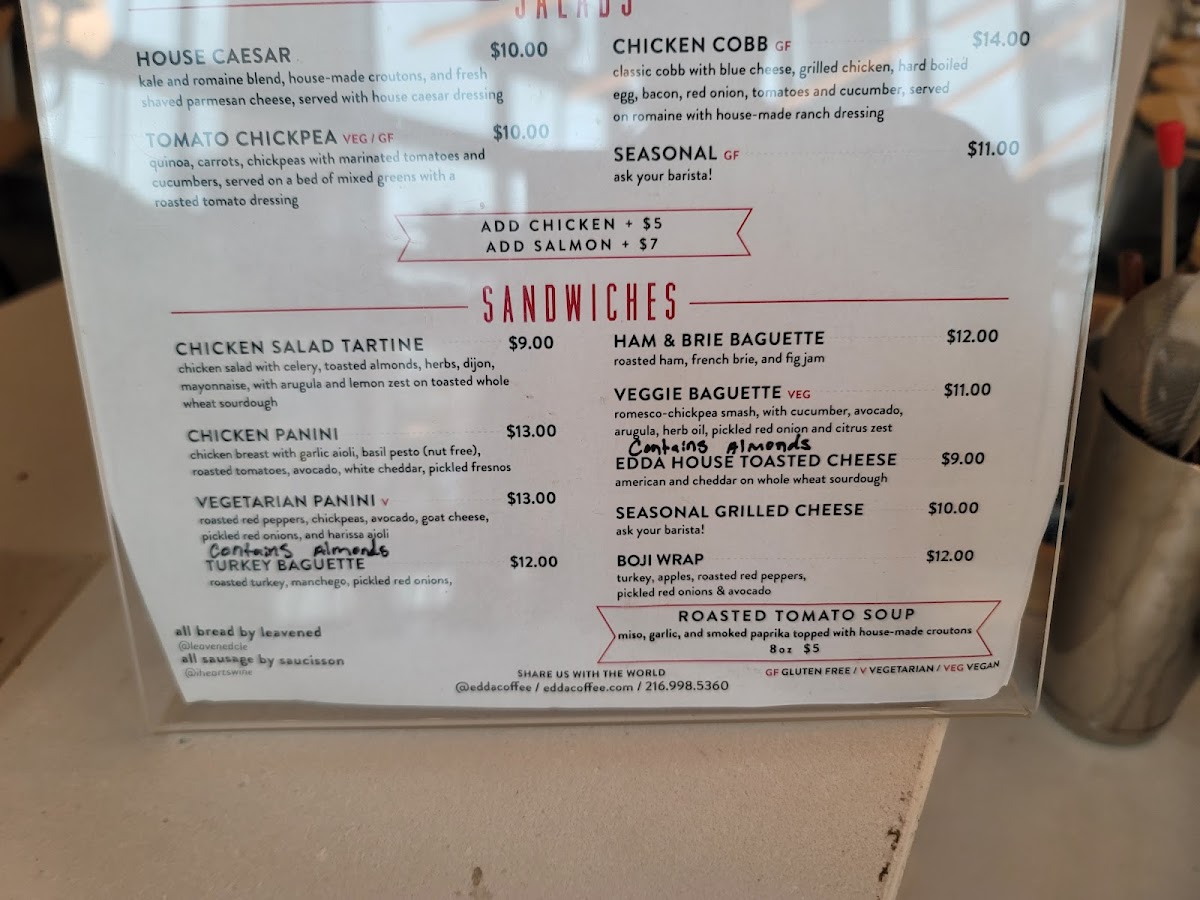 SALADS
HOUSE CAESAR $10.00
kale and romaine blend, house-made croutons, and fresh
shaved parmesan cheese, served with house caesar dressing
TOMATO CHICKPEA VEG / GF $10.00
quinoa, carrots, chickpeas with marinated tomatoes and
cucumbers, served on a bed of mixed greens with a
roasted tomato dressing
CHICKEN COBB GF $14.00
classic cobb with blue cheese, grilled chicken, hard boiled
egg, bacon, red onion, tomatoes and cucumber, served
on romaine with house-made ranch dressing
SEASONAL GF $11.00
ask your barista!
ADD CHICKEN + $5
ADD SALMON + $7
SANDWICHES
CHICKEN SALAD TARTINE $9.00
chicken salad with celery, toasted almonds, herbs, dijon,
mayonnaise, with arugula and lemon zest on toasted whole
wheat sourdough
CHICKEN PANINI $13.00
chicken breast with garlic aioli, basil pesto (nut free),
roasted tomatoes, avocado, white cheddar, pickled fresnos
VEGETARIAN PANINI V $13.00
roasted red peppers, chickpeas, avocado, goat cheese,
pickled red onions, and harissa aioli
Contains Almonds
TURKEY BAGUETTE $12.00
roasted turkey, manchego, pickled red onions,
HAM & BRIE BAGUETTE $12.00
roasted ham, french brie, and fig jam
VEGGIE BAGUETTE VEG $11.00
romesco-chickpea smash, with cucumber, avocado,
arugula, herb oil, pickled red onion and citrus zest
Contains Almonds
EDDA HOUSE TOASTED CHEESE $9.00
american and cheddar on whole wheat sourdough
SEASONAL GRILLED CHEESE $10.00
ask your barista!
BOJI WRAP $12.00
turkey, apples, roasted red peppers,
pickled red onions & avocado
ROASTED TOMATO SOUP
miso, garlic, and smoked paprika topped with house-made croutons
8oz $5
all bread by leavened
@leavenedcle
all sausage by saucisson
@iheartswine
SHARE US WITH THE WORLD
@eddacoffee / eddacoffee.com / 216.998.5360
GF GLUTEN FREE / V VEGETARIAN / VEG VEGAN